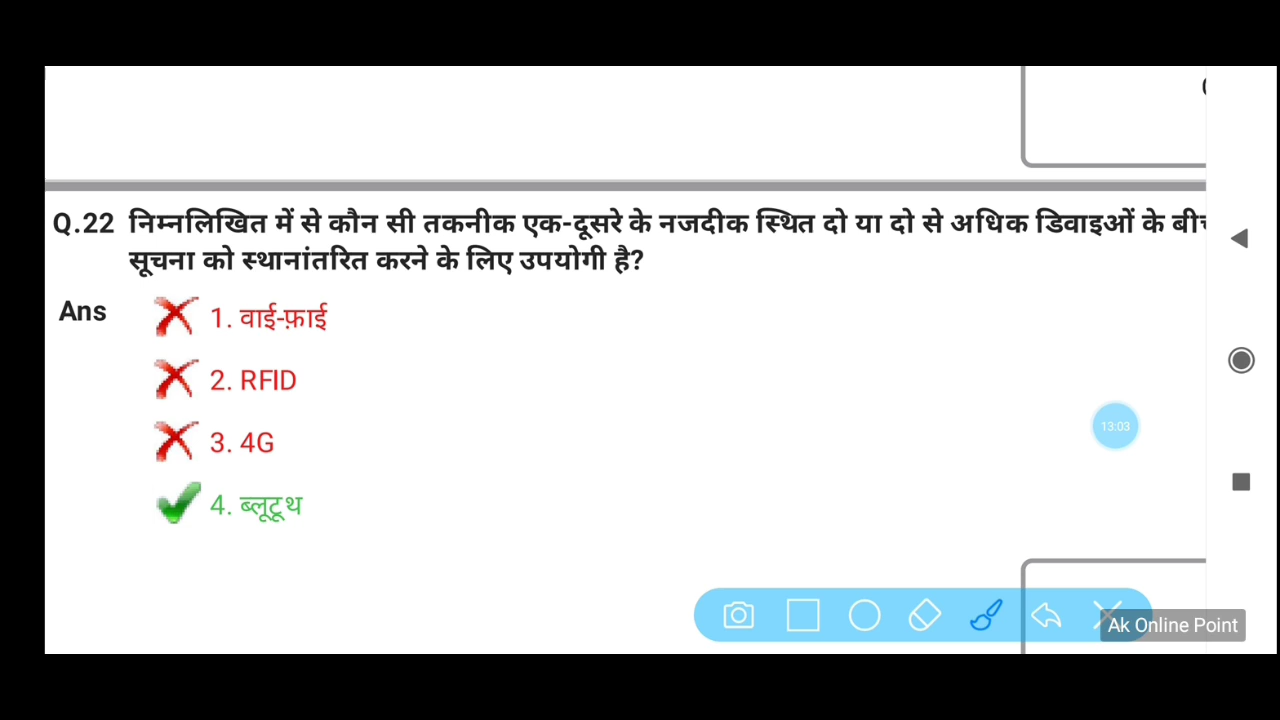 Q.22 निम्नलिखित में से कौन सी तकनीक एक-दूसरे के नजदीक स्थित दो या दो से अधिक डिवाइओं के
सूचना को स्थानांतरित करने के लिए उपयोगी है?
Ans
1. वाई-फ़ाई
2. RFID
3. 4G
4. ब्लूटूथ
13:03
Ak Online Point